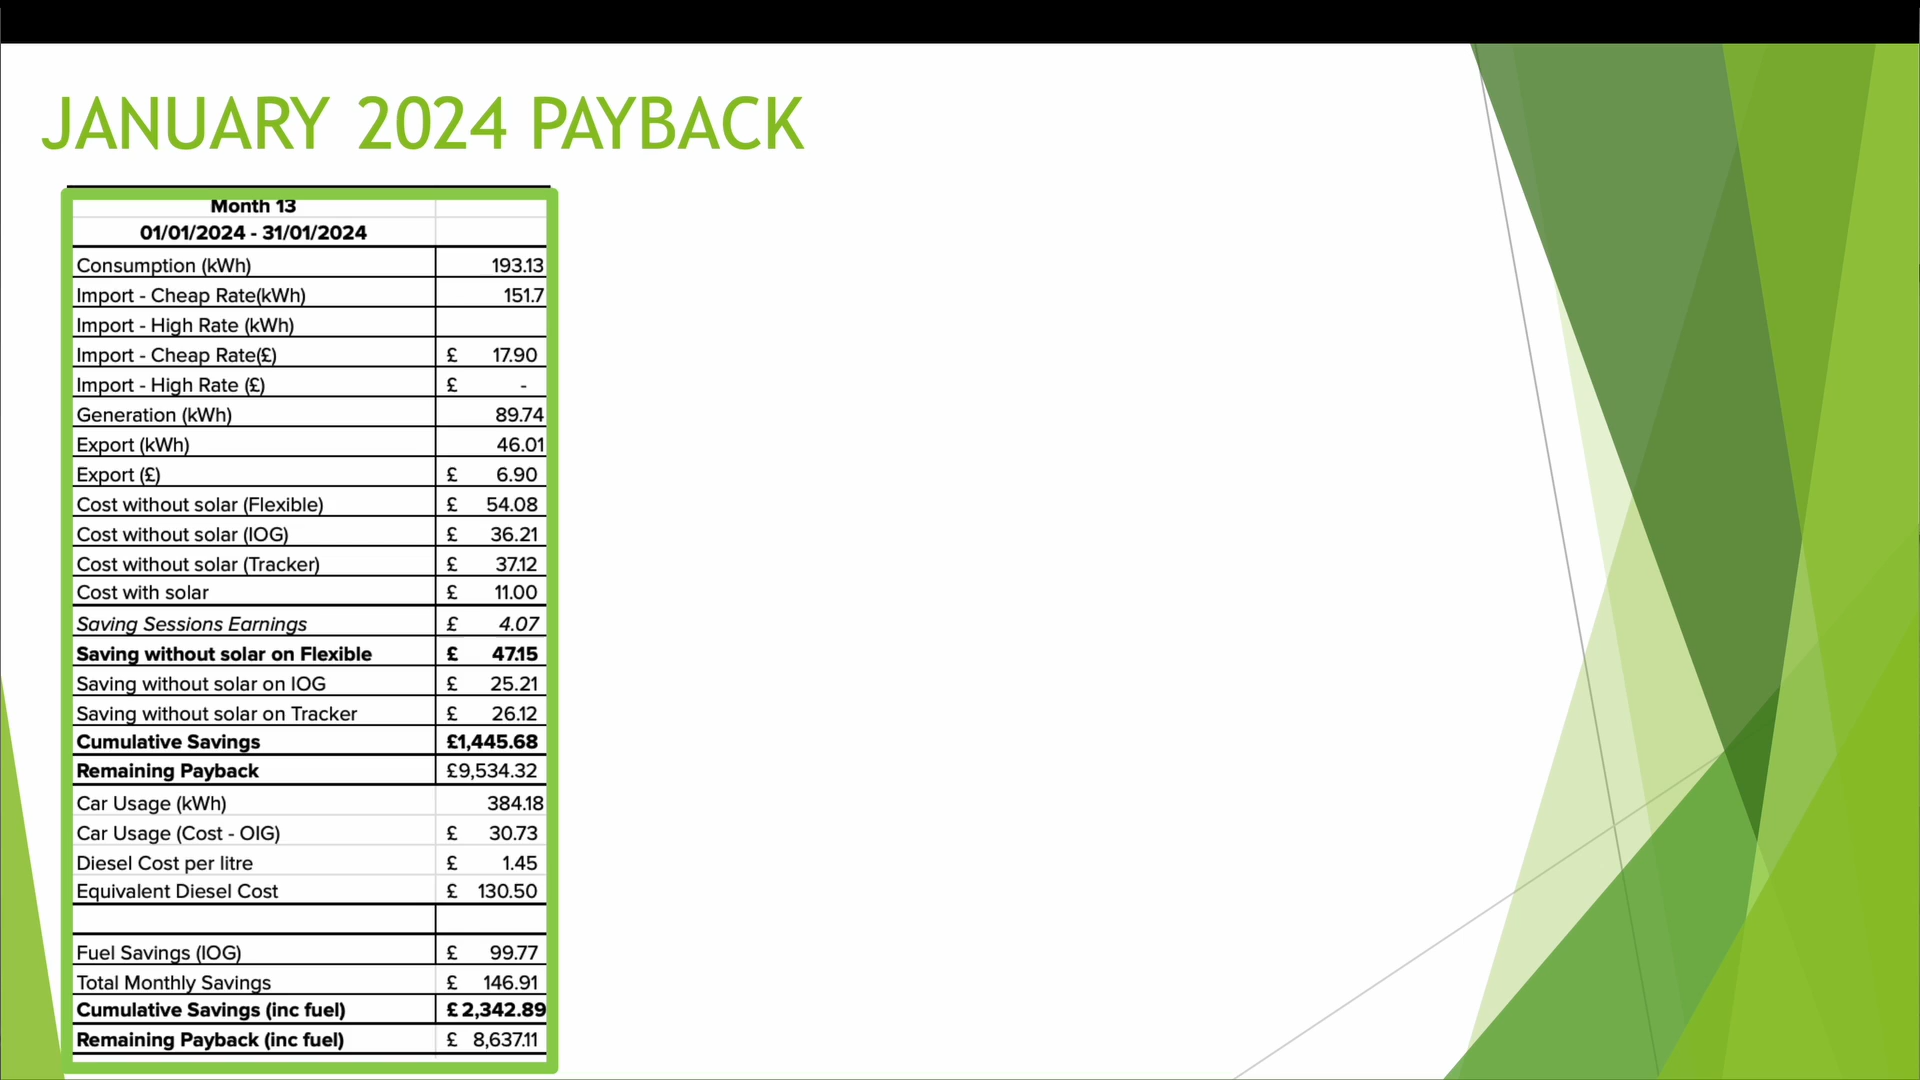 JANUARY 2024 PAYBACK
Month 13
01/01/2024 - 31/01/2024
Consumption (kWh) 193.13
Import - Cheap Rate(kWh) 151.7
Import - High Rate (kWh)
Import - Cheap Rate(£) £ 17.90
Import - High Rate (£) £ -
Generation (kWh) 89.74
Export (kWh) 46.01
Export (£) £ 6.90
Cost without solar (Flexible) £ 54.08
Cost without solar (IOG) £ 36.21
Cost without solar (Tracker) £ 37.12
Cost with solar £ 11.00
Saving Sessions Earnings £ 4.07
Saving without solar on Flexible £ 47.15
Saving without solar on IOG £ 25.21
Saving without solar on Tracker £ 26.12
Cumulative Savings £1,445.68
Remaining Payback £9,534.32
Car Usage (kWh) 384.18
Car Usage (Cost - OIG) £ 30.73
Diesel Cost per litre £ 1.45
Equivalent Diesel Cost £ 130.50
Fuel Savings (IOG) £ 99.77
Total Monthly Savings £ 146.91
Cumulative Savings (inc fuel) £ 2,342.89
Remaining Payback (inc fuel) £ 8,637.11